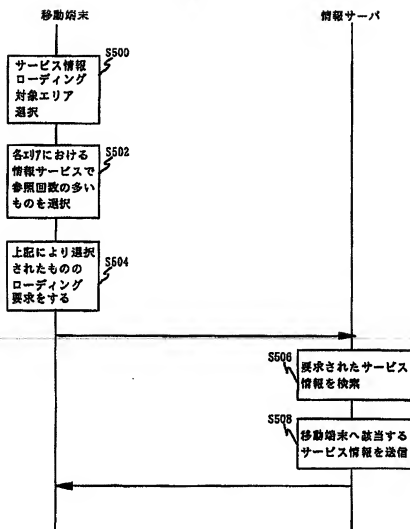 移動端末
情報サーバ
S500
サービス情報
ローディング
対象エリア
選択
S502
各エリアにおける
情報サービスで
参照回数の多い
ものを選択
S504
上記により選択
されたものの
ローディング
要求をする
S506
要求されたサービス
情報を検索
S508
移動端末へ該当する
サービス情報を送信